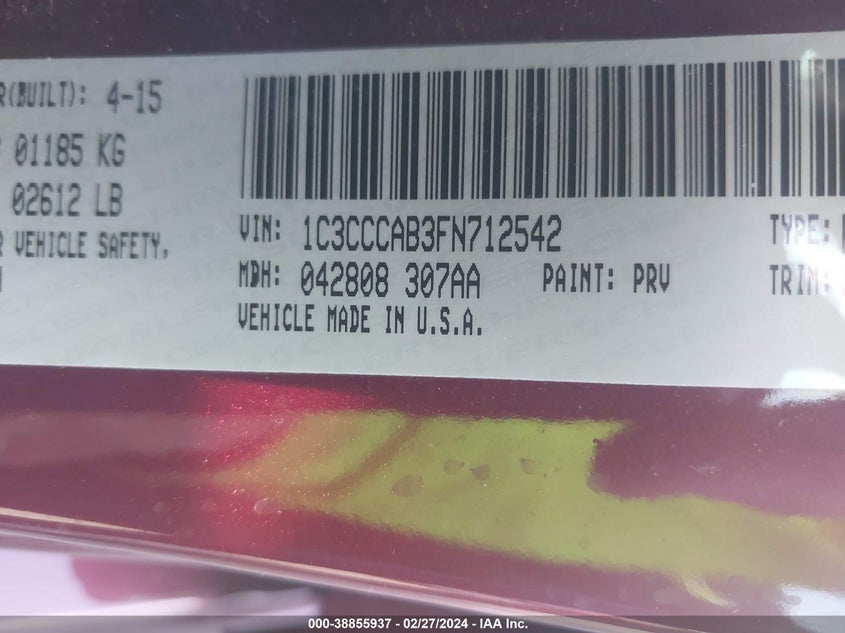 R(BUILT): 4-15
: 01185 KG
02612 LB
R VEHICLE SAFETY,
VIN: 1C3CCCAB3FN712542
TYPE:
MDH: 042808 307AA
PAINT: PRV
TRIM:
VEHICLE MADE IN U.S.A.
000-38855937 - 02/27/2024 - IAA Inc.